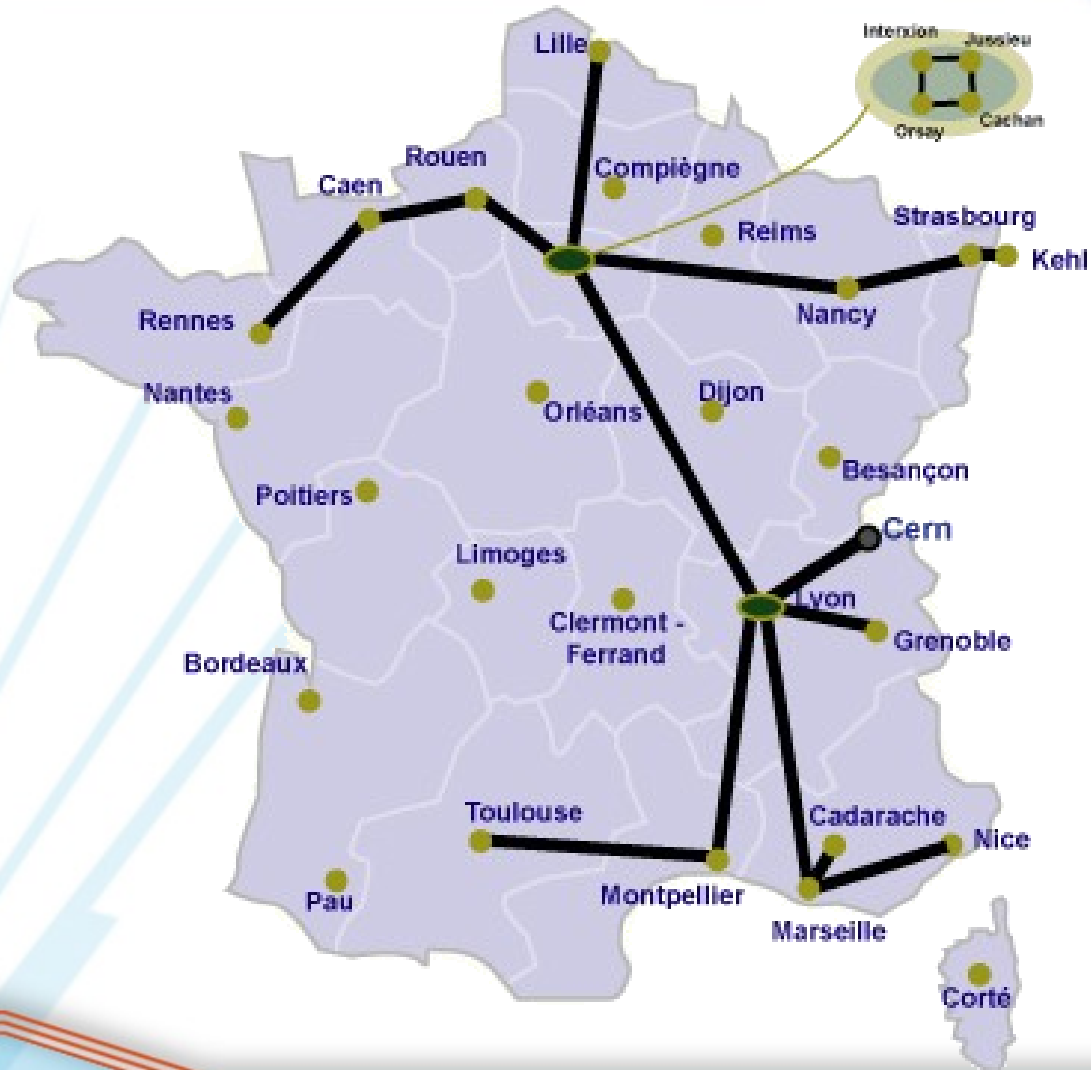 Interxion
Jussieu
Lille
Orsay
Cachan
Rouen
Compiègne
Caen
Strasbourg
Reims
Kehl
Rennes
Nancy
Nantes
Dijon
Orléans
Besançon
Poitiers
Cern
Limoges
Lyon
Clermont -
Ferrand
Grenoble
Bordeaux
Toulouse
Cadarache
Nice
Pau
Montpellier
Marseille
Corté